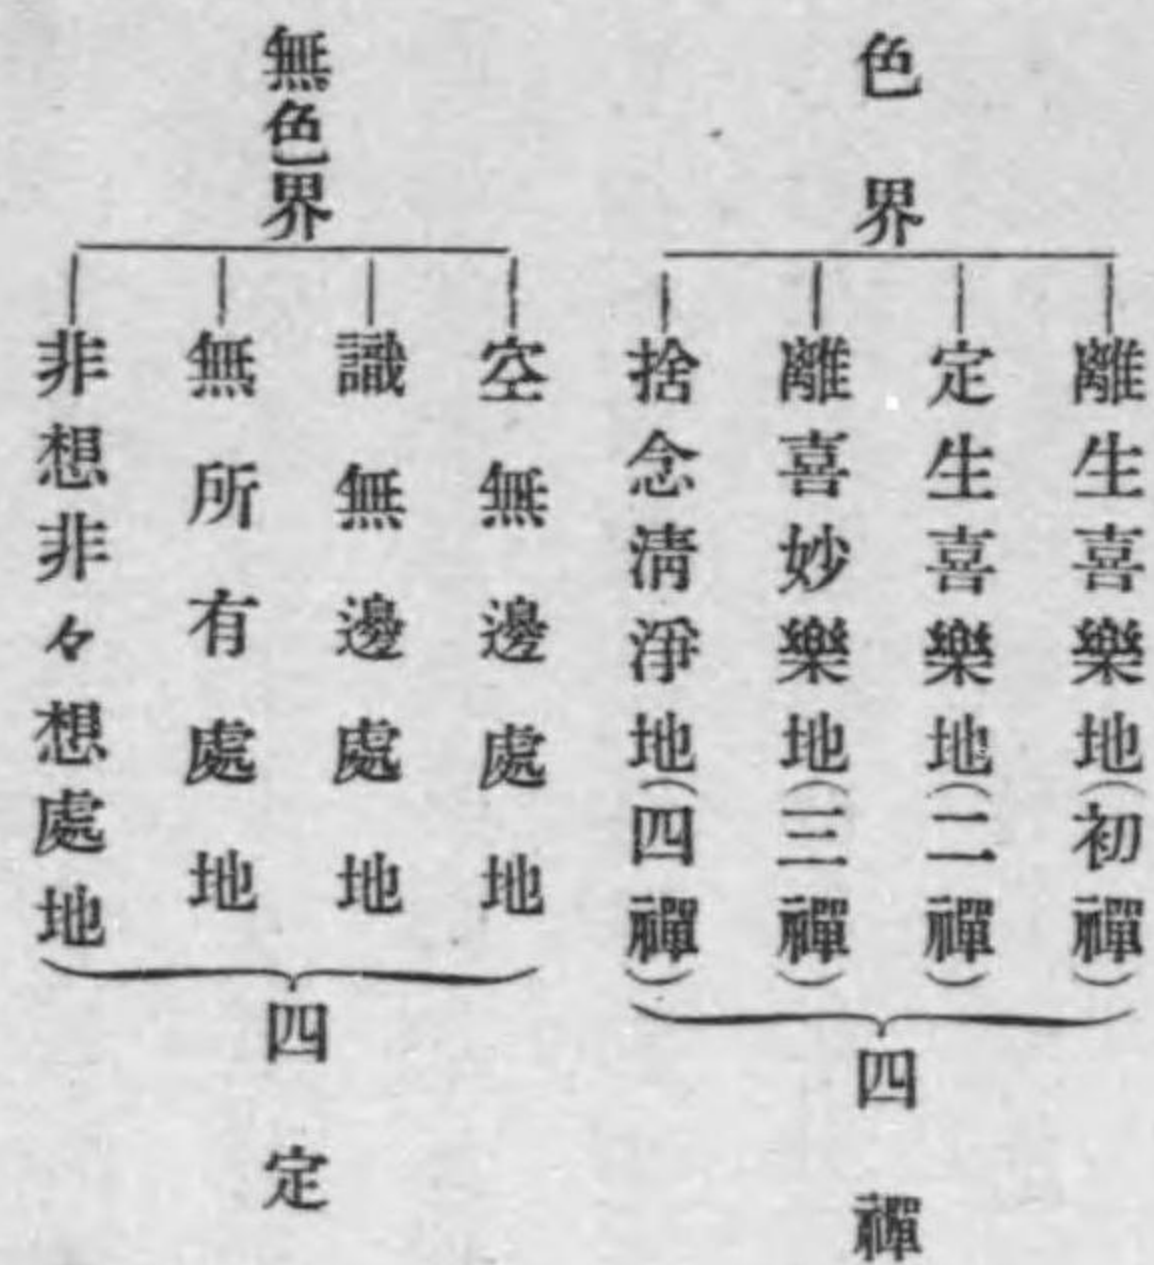 色界
離生喜樂地(初禪)
定生喜樂地(二禪)
離喜妙樂地(三禪)
捨念淸淨地(四禪)
四禪
無色界
空無邊處地
識無邊處地
無所有處地
非想非々想處地
四定